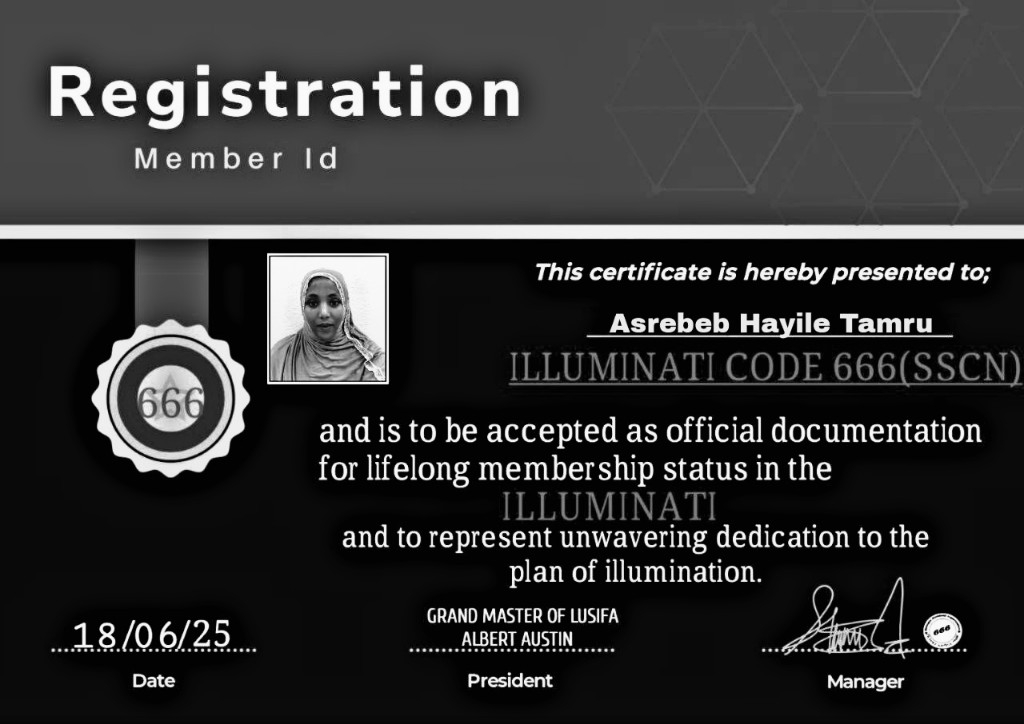 Registration
Member Id
This certificate is hereby presented to;
Asrebeb Hayile Tamru
ILLUMINATI CODE 666(SSCN)
666
and is to be accepted as official documentation
for lifelong membership status in the
ILLUMINATI
and to represent unwavering dedication to the
plan of illumination.
18/06/25
GRAND MASTER OF LUSIFA
ALBERT AUSTIN
666
Date
President
Manager